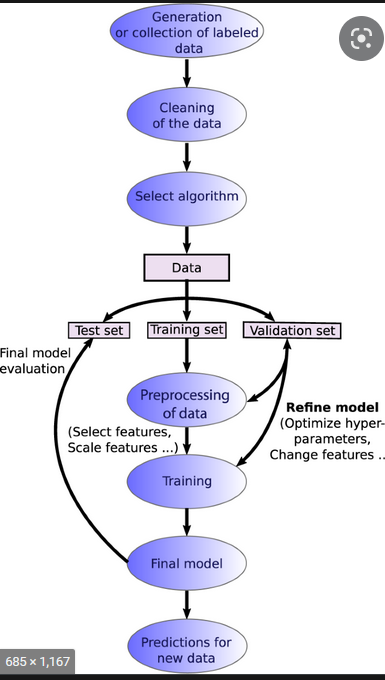 Generation
or collection of labeled
data
Cleaning
of the data
Select algorithm
Data
Test set
Training set
Validation set
Final model
evaluation
Preprocessing
of data
Refine model
(Optimize hyper-
parameters,
Change features ..
(Select features,
Scale features ...)
Training
Final model
Predictions for
new data
685 × 1,167